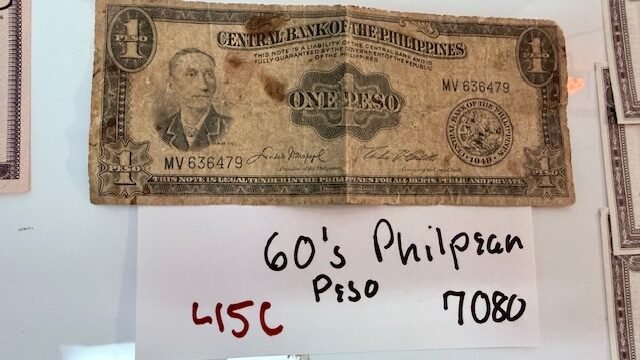 1
1
CENTRAL BANK OF THE PHILIPPINES
THIS NOTE IS A LIABILITY OF THE CENTRAL BANK AND IS
FULLY GUARANTEED BY THE GOVERNMENT OF THE REPUBLIC
OF THE PHILIPPINES
MV 636479
ONE PESO
CENTRAL BANK OF THE PHILIPPINES
1949
MABINI
MV 636479
1
PESO
1
PESO
THIS NOTE IS LEGAL TENDER IN THE PHILIPPINES FOR ALL DEBTS PUBLIC AND PRIVATE
60's Philpean
Peso
415C
7080